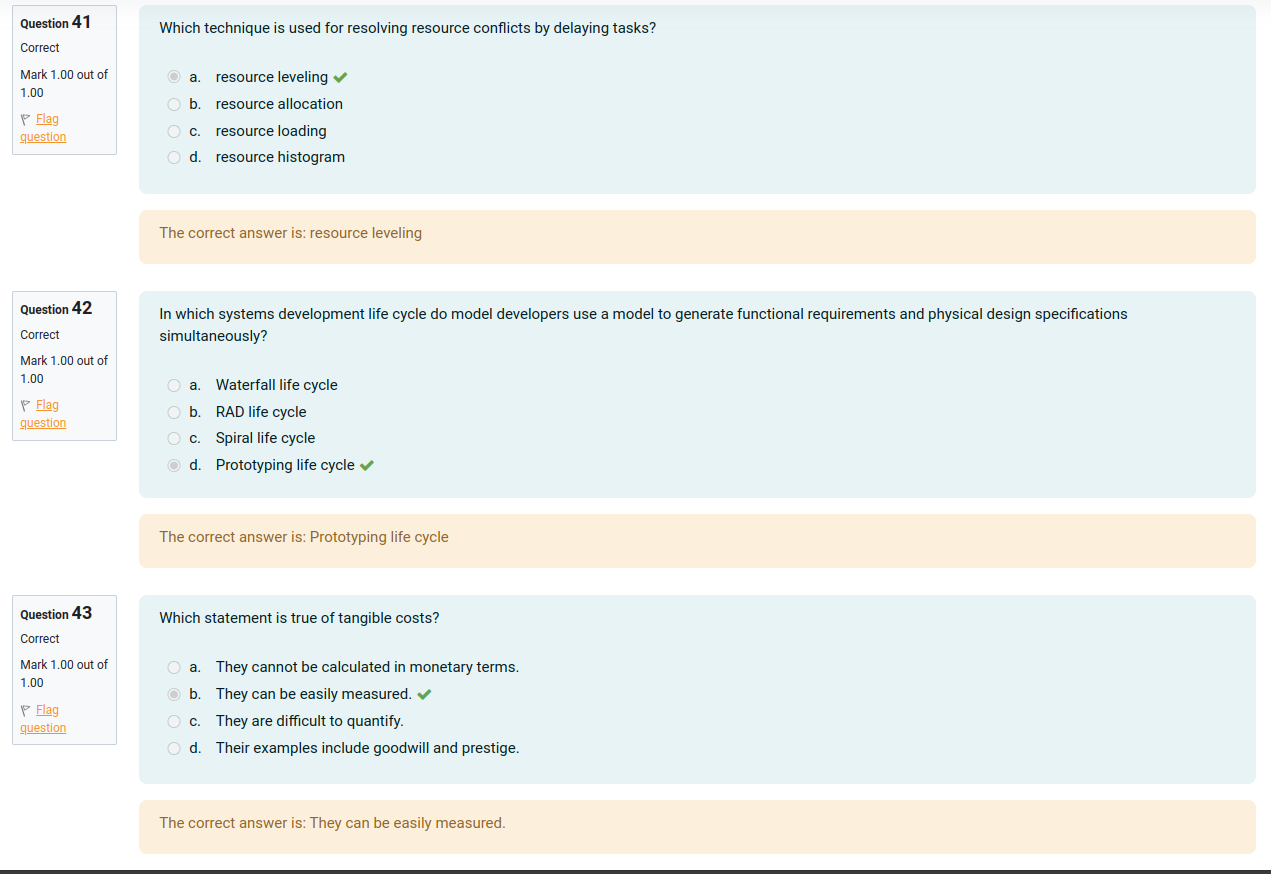 Question 41
Correct
Mark 1.00 out of
1.00
Flag
question
Which technique is used for resolving resource conflicts by delaying tasks?
a. resource leveling
b. resource allocation
c. resource loading
d. resource histogram
The correct answer is: resource leveling
Question 42
Correct
Mark 1.00 out of
1.00
Flag
question
In which systems development life cycle do model developers use a model to generate functional requirements and physical design specifications
simultaneously?
a. Waterfall life cycle
b. RAD life cycle
c. Spiral life cycle
d. Prototyping life cycle
The correct answer is: Prototyping life cycle
Question 43
Correct
Mark 1.00 out of
1.00
Flag
question
Which statement is true of tangible costs?
a. They cannot be calculated in monetary terms.
b. They can be easily measured.
c. They are difficult to quantify.
d. Their examples include goodwill and prestige.
The correct answer is: They can be easily measured.